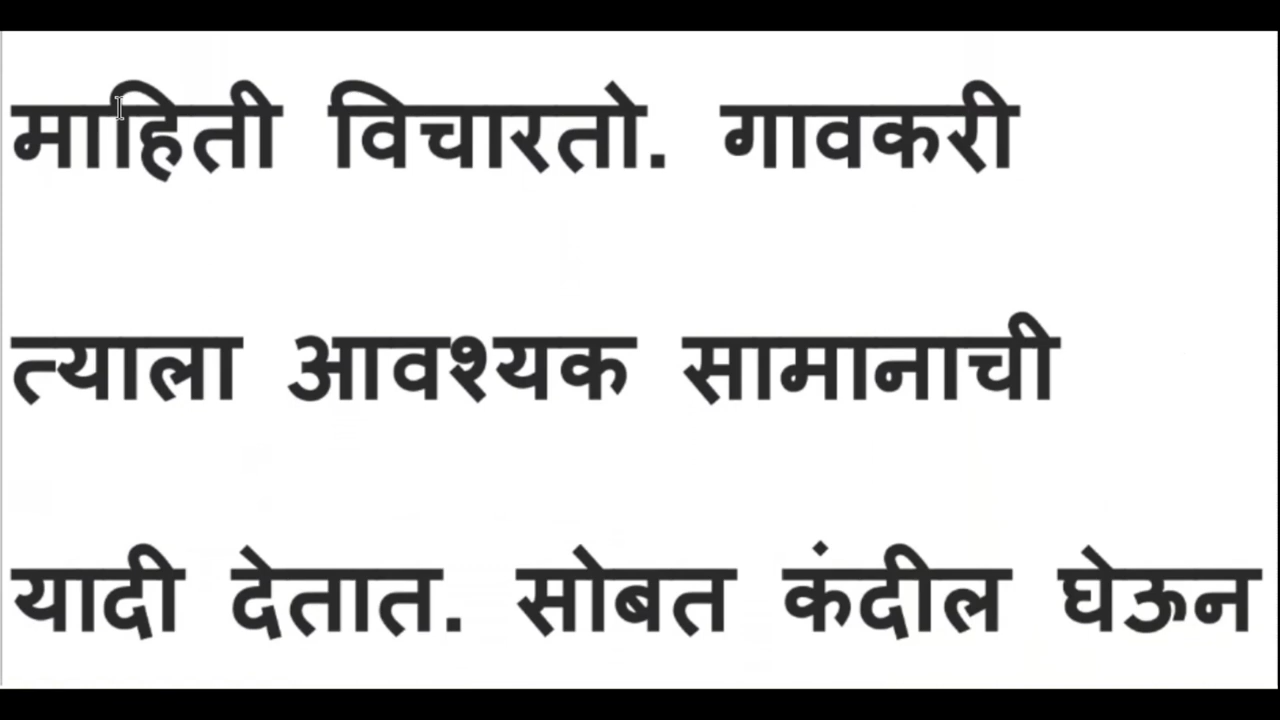 माहिती विचारतो. गावकरी
त्याला आवश्यक सामानाची
यादी देतात. सोबत कंदील घेऊन